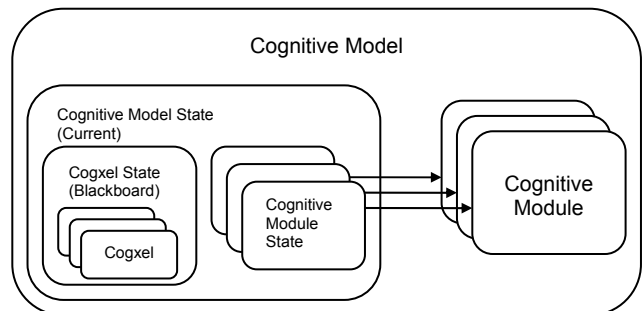 Cognitive Model
Cognitive Model State
(Current)
Cogxel State
(Blackboard)
Cogxel
Cognitive
Module
State
Cognitive
Module